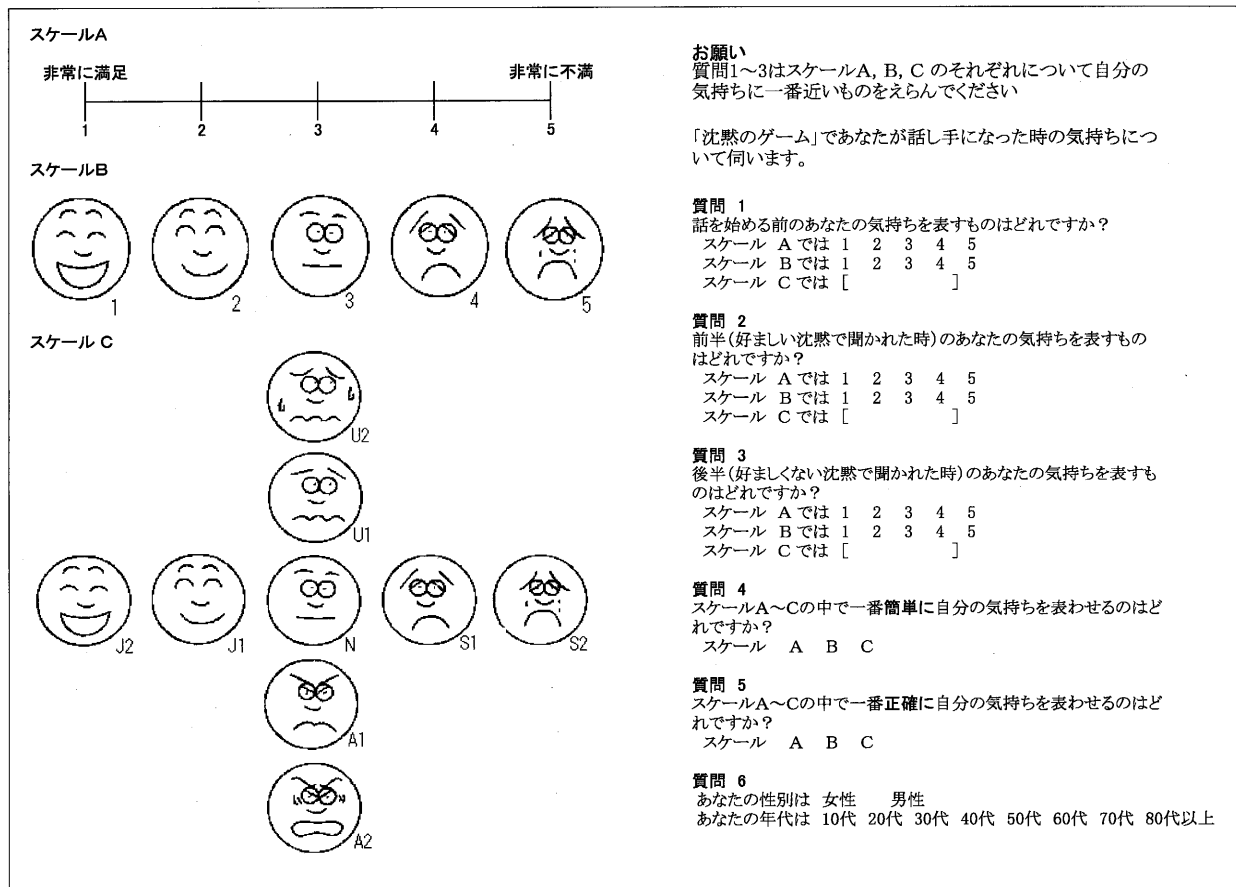 スケールA
非常に満足 非常に不満
1 2 3 4 5
スケールB
1 2 3 4 5
スケール C
U2
U1
J2 J1 N S1 S2
A1
A2
お願い
質問1～3はスケールA, B, C のそれぞれについて自分の
気持ちに一番近いものをえらんでください
「沈黙のゲーム」であなたが話し手になった時の気持ちにつ
いて伺います。
質問 1
話を始める前のあなたの気持ちを表すものはどれですか？
スケール A では 1 2 3 4 5
スケール B では 1 2 3 4 5
スケール C では [ ]
質問 2
前半(好ましい沈黙で聞かれた時)のあなたの気持ちを表すもの
はどれですか？
スケール A では 1 2 3 4 5
スケール B では 1 2 3 4 5
スケール C では [ ]
質問 3
後半(好ましくない沈黙で聞かれた時)のあなたの気持ちを表すも
のはどれですか？
スケール A では 1 2 3 4 5
スケール B では 1 2 3 4 5
スケール C では [ ]
質問 4
スケールA～Cの中で一番簡単に自分の気持ちを表わせるのはど
れですか？
スケール A B C
質問 5
スケールA～Cの中で一番正確に自分の気持ちを表わせるのはど
れですか？
スケール A B C
質問 6
あなたの性別は 女性 男性
あなたの年代は 10代 20代 30代 40代 50代 60代 70代 80代以上